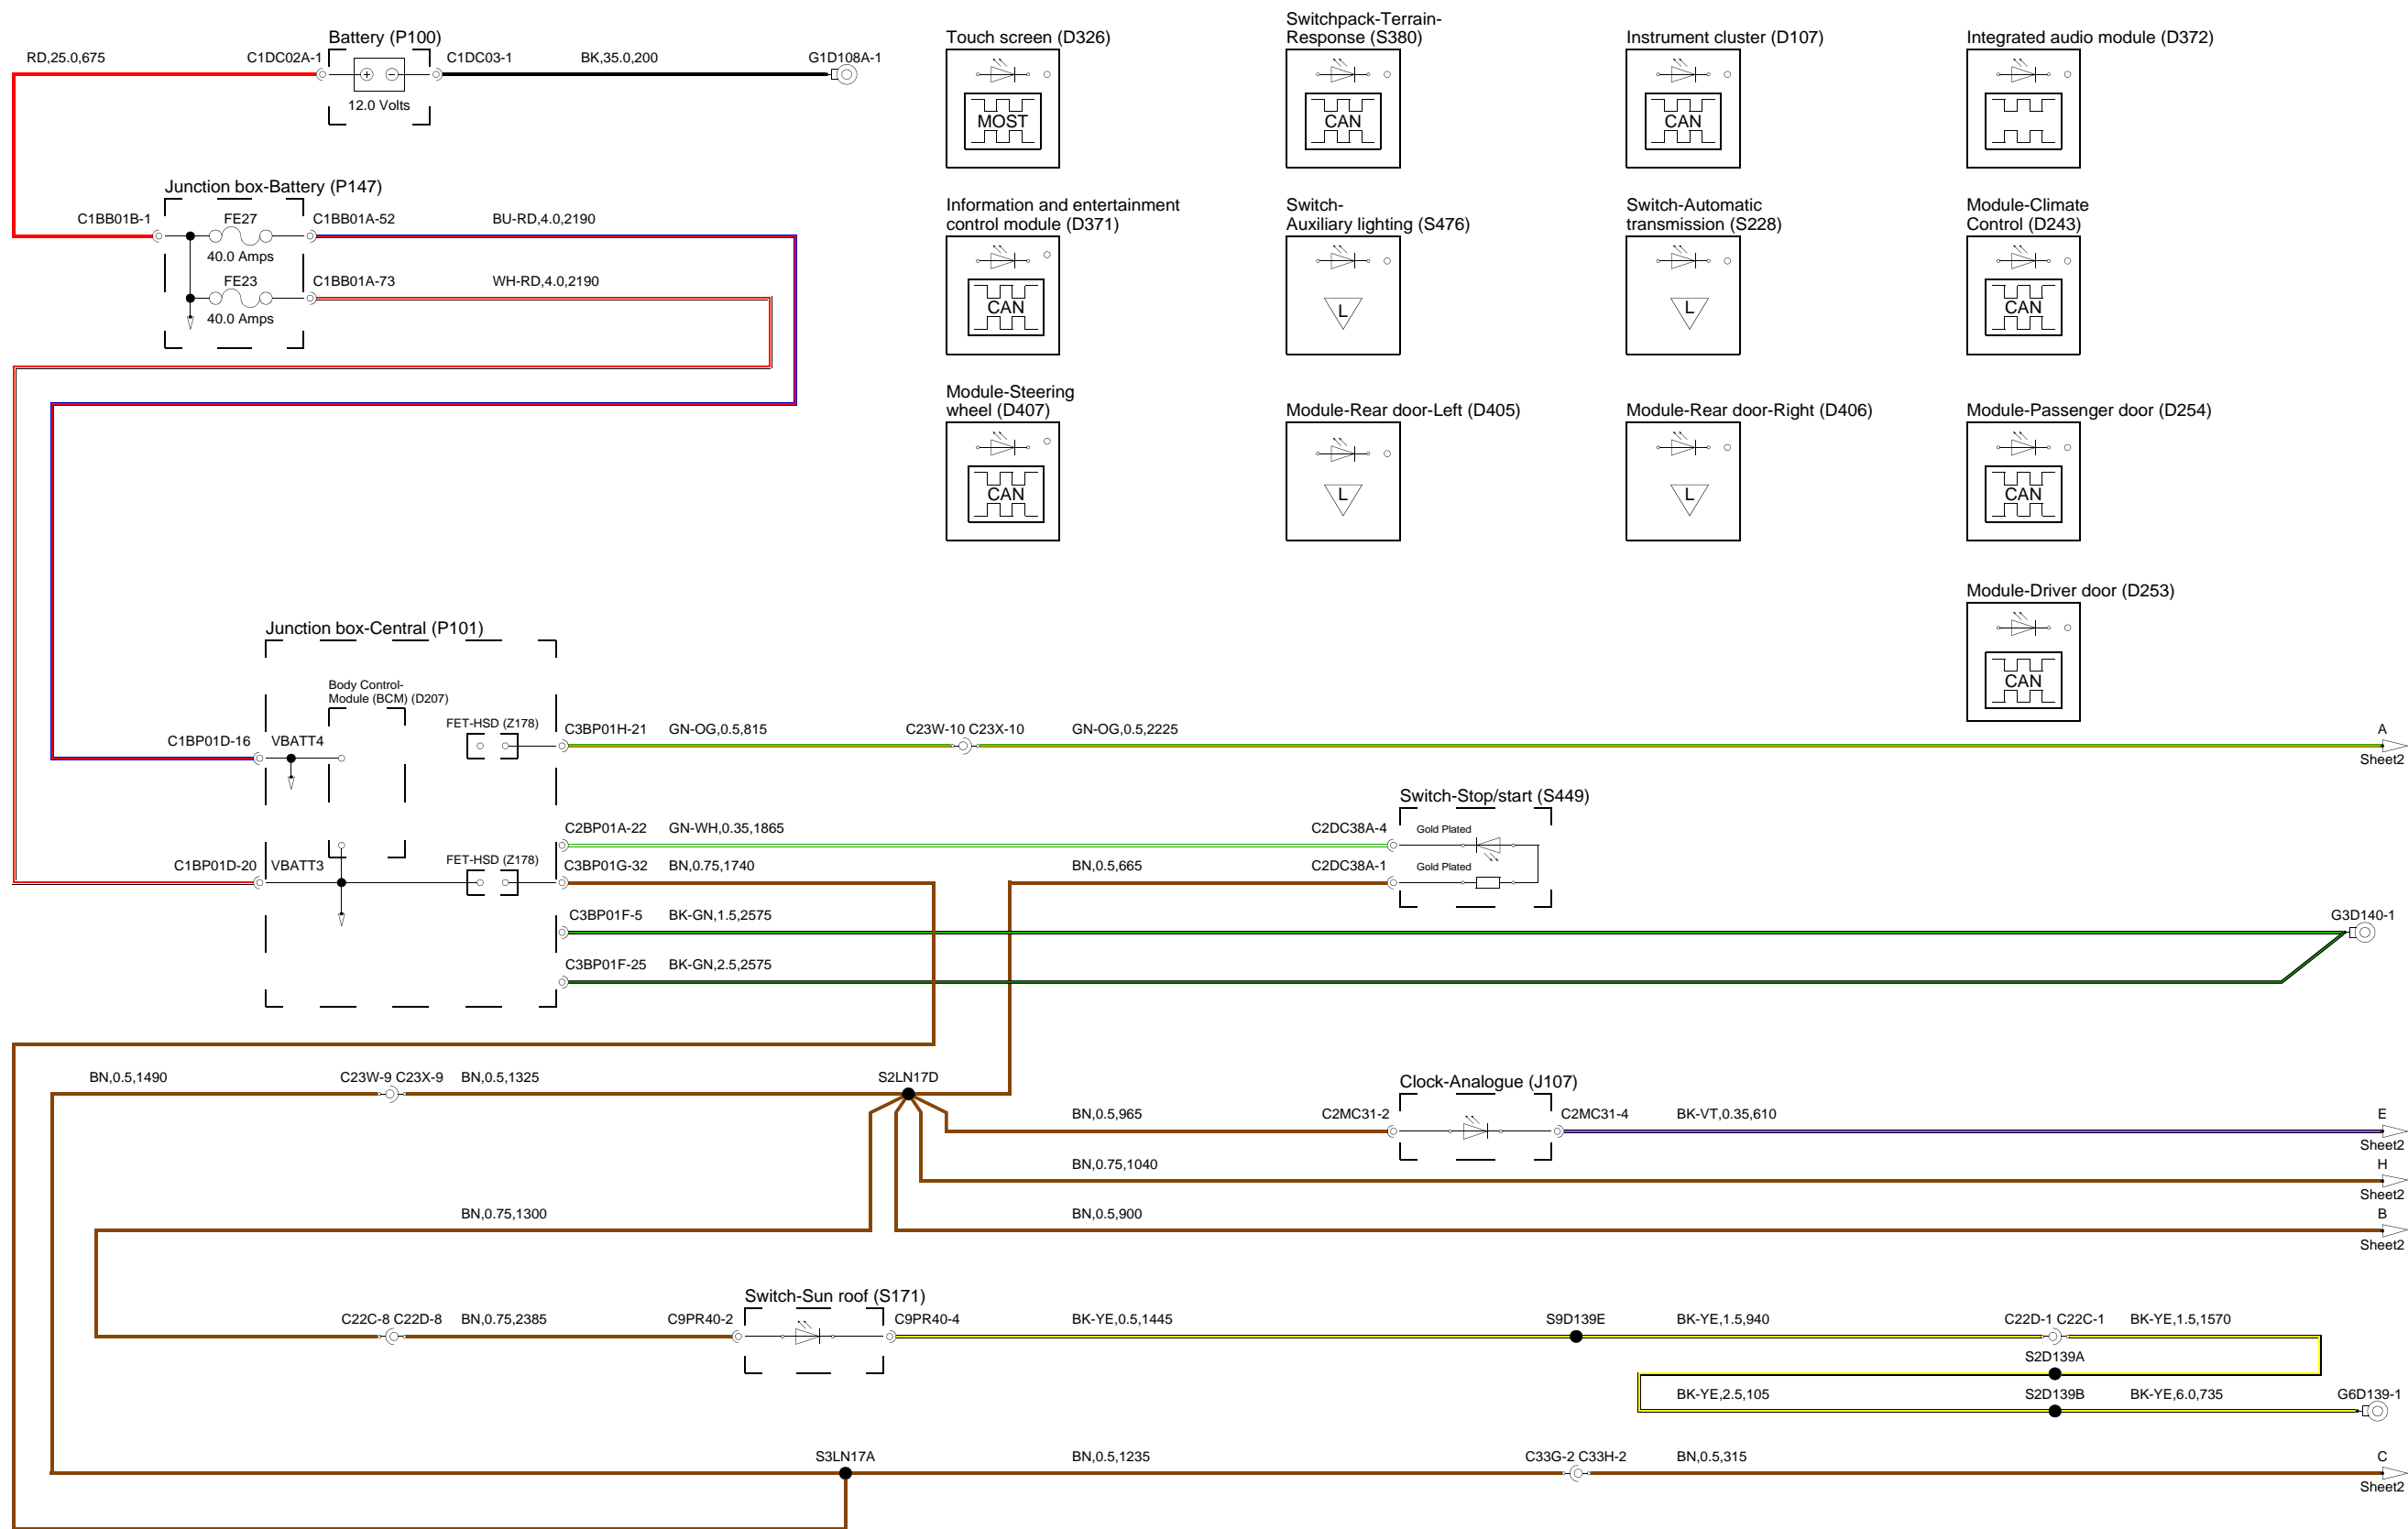 Battery (P100)
RD,25.0,675
C1DC02A-1
C1DC03-1
BK,35.0,200
G1D108A-1
12.0 Volts
Touch screen (D326)
MOST
Switchpack-Terrain-
Response (S380)
CAN
Instrument cluster (D107)
CAN
Integrated audio module (D372)
Junction box-Battery (P147)
C1BB01B-1
FE27
C1BB01A-52
BU-RD,4.0,2190
40.0 Amps
FE23
C1BB01A-73
WH-RD,4.0,2190
40.0 Amps
Information and entertainment
control module (D371)
CAN
Switch-
Auxiliary lighting (S476)
L
Switch-Automatic
transmission (S228)
L
Module-Climate
Control (D243)
CAN
Module-Steering
wheel (D407)
CAN
Module-Rear door-Left (D405)
L
Module-Rear door-Right (D406)
L
Module-Passenger door (D254)
CAN
Module-Driver door (D253)
CAN
Junction box-Central (P101)
Body Control-
Module (BCM) (D207)
FET-HSD (Z178)
C3BP01H-21
GN-OG,0.5,815
C23W-10 C23X-10
GN-OG,0.5,2225
A
Sheet2
C1BP01D-16
VBATT4
Switch-Stop/start (S449)
C2BP01A-22
GN-WH,0.35,1865
C2DC38A-4
Gold Plated
C1BP01D-20
VBATT3
FET-HSD (Z178)
C3BP01G-32
BN,0.75,1740
BN,0.5,665
C2DC38A-1
Gold Plated
C3BP01F-5
BK-GN,1.5,2575
G3D140-1
C3BP01F-25
BK-GN,2.5,2575
BN,0.5,1490
C23W-9 C23X-9
BN,0.5,1325
S2LN17D
Clock-Analogue (J107)
BN,0.5,965
C2MC31-2
C2MC31-4
BK-VT,0.35,610
E
Sheet2
BN,0.75,1040
H
Sheet2
BN,0.75,1300
BN,0.5,900
B
Sheet2
Switch-Sun roof (S171)
C22C-8 C22D-8
BN,0.75,2385
C9PR40-2
C9PR40-4
BK-YE,0.5,1445
S9D139E
BK-YE,1.5,940
C22D-1 C22C-1
BK-YE,1.5,1570
S2D139A
BK-YE,2.5,105
S2D139B
BK-YE,6.0,735
G6D139-1
S3LN17A
BN,0.5,1235
C33G-2 C33H-2
BN,0.5,315
C
Sheet2